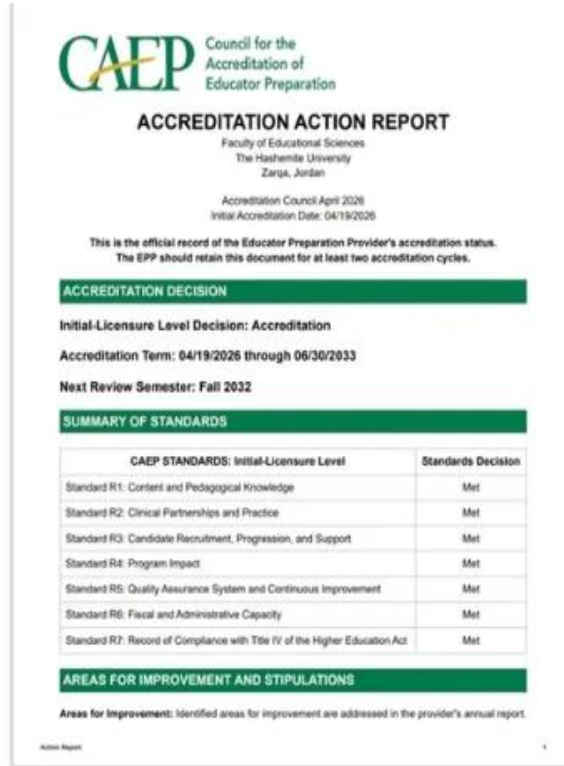 CAEP
Council for the
Accreditation of
Educator Preparation
ACCREDITATION ACTION REPORT
Faculty of Educational Sciences
The Hashemite University
Zarqa, Jordan
Accreditation Council April 2026
Initial Accreditation Date: 04/19/2026
This is the official record of the Educator Preparation Provider's accreditation status.
The EPP should retain this document for at least two accreditation cycles.
ACCREDITATION DECISION
Initial-Licensure Level Decision: Accreditation
Accreditation Term: 04/19/2026 through 06/30/2033
Next Review Semester: Fall 2032
SUMMARY OF STANDARDS
CAEP STANDARDS: Initial-Licensure Level Standards Decision
Standard R1: Content and Pedagogical Knowledge Met
Standard R2: Clinical Partnerships and Practice Met
Standard R3: Candidate Recruitment, Progression, and Support Met
Standard R4: Program Impact Met
Standard R5: Quality Assurance System and Continuous Improvement Met
Standard R6: Fiscal and Administrative Capacity Met
Standard R7: Record of Compliance with Title IV of the Higher Education Act Met
AREAS FOR IMPROVEMENT AND STIPULATIONS
Areas for Improvement: Identified areas for improvement are addressed in the provider's annual report.
Action Report 1